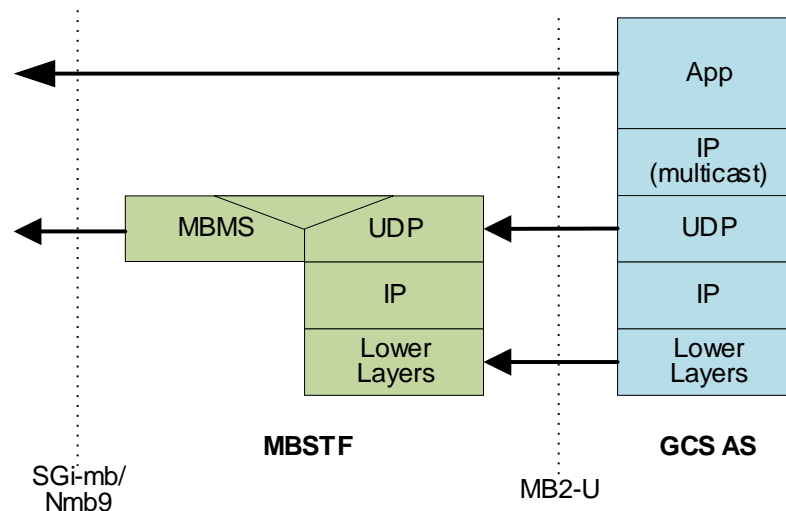 App
IP
(multicast)
MBMS
UDP
UDP
IP
IP
Lower
Layers
Lower
Layers
MBSTF
GCS AS
SGi-mb/
Nmb9
MB2-U